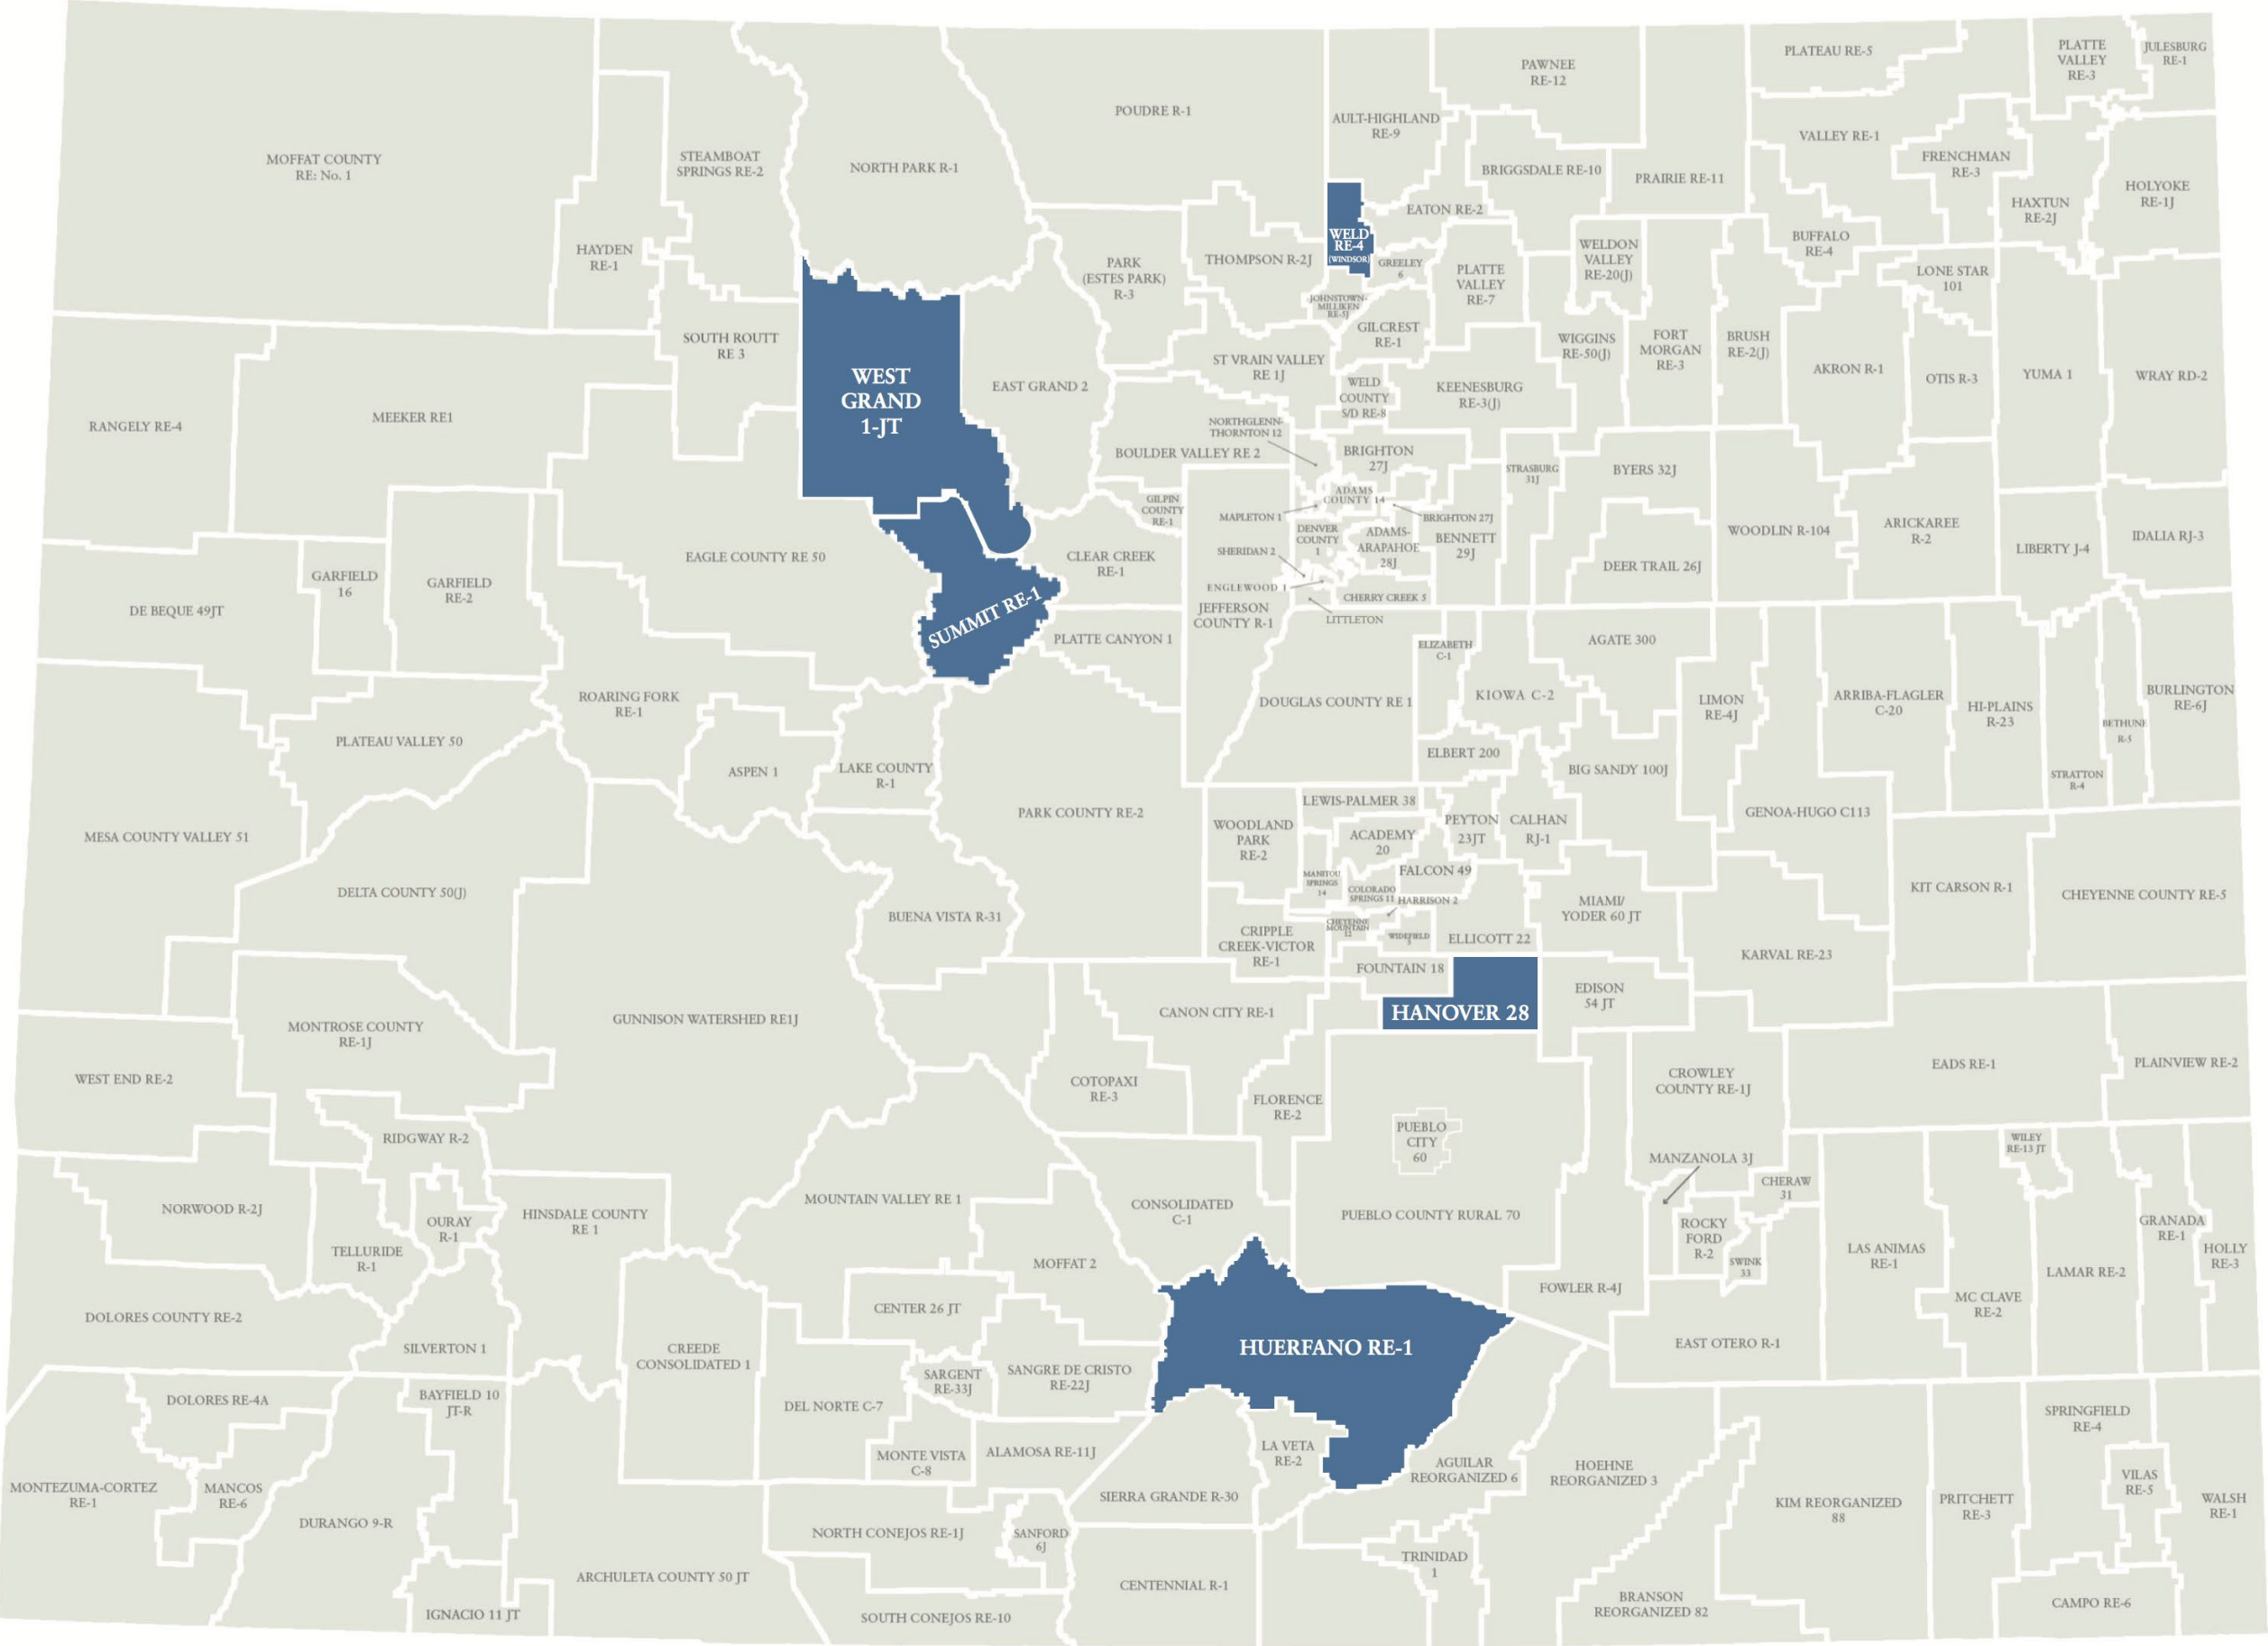 MOFFAT COUNTY
RE: No. 1
HAYDEN
RE-1
STEAMBOAT
SPRINGS RE-2
NORTH PARK R-1
POUDRE R-1
AULT-HIGHLAND
RE-9
PAWNEE
RE-12
PLATEAU RE-5
PLATTE
VALLEY
RE-3
JULESBURG
RE-1
BRIGGSDALE RE-10
PRAIRIE RE-11
VALLEY RE-1
FRENCHMAN
RE-3
HAXTUN
RE-2J
HOLYOKE
RE-1J
EATON RE-2
WELD
RE-4
(WINDSOR)
GREELEY
6
PLATTE
VALLEY
RE-7
WELDON
VALLEY
RE-20(J)
BUFFALO
RE-4
LONE STAR
101
PARK
(ESTES PARK)
R-3
THOMPSON R-2J
JOHNSTOWN-
MILLIKEN
RE-5J
GILCREST
RE-1
SOUTH ROUTT
RE 3
WEST
GRAND
1-JT
EAST GRAND 2
ST VRAIN VALLEY
RE 1J
WELD
COUNTY
S/D RE-8
KEENESBURG
RE-3(J)
WIGGINS
RE-50(J)
FORT
MORGAN
RE-3
BRUSH
RE-2(J)
AKRON R-1
OTIS R-3
YUMA 1
WRAY RD-2
RANGELY RE-4
MEEKER RE1
NORTHGLENN-
THORNTON 12
BOULDER VALLEY RE 2
BRIGHTON
27J
STRASBURG
31J
BYERS 32J
GILPIN
COUNTY
RE-1
ADAMS
COUNTY 14
MAPLETON 1
BRIGHTON 27J
DENVER
COUNTY
1
ADAMS-
ARAPAHOE
28J
BENNETT
29J
WOODLIN R-104
ARICKAREE
R-2
LIBERTY J-4
IDALIA RJ-3
EAGLE COUNTY RE 50
CLEAR CREEK
RE-1
SHERIDAN 2
ENGLEWOOD 1
CHERRY CREEK 5
LITTLETON
DEER TRAIL 26J
DE BEQUE 49JT
GARFIELD
16
GARFIELD
RE-2
SUMMIT RE-1
PLATTE CANYON 1
JEFFERSON
COUNTY R-1
ELIZABETH
C-1
AGATE 300
ROARING FORK
RE-1
DOUGLAS COUNTY RE 1
KIOWA C-2
LIMON
RE-4J
ARRIBA-FLAGLER
C-20
HI-PLAINS
R-23
BETHUNE
R-5
BURLINGTON
RE-6J
PLATEAU VALLEY 50
ASPEN 1
LAKE COUNTY
R-1
ELBERT 200
BIG SANDY 100J
STRATTON
R-4
MESA COUNTY VALLEY 51
PARK COUNTY RE-2
WOODLAND
PARK
RE-2
LEWIS-PALMER 38
ACADEMY
20
PEYTON
23JT
CALHAN
RJ-1
GENOA-HUGO C113
DELTA COUNTY 50(J)
BUENA VISTA R-31
MANITOU
SPRINGS
14
FALCON 49
COLORADO
SPRINGS 11
HARRISON 2
MIAMI/
YODER 60 JT
KIT CARSON R-1
CHEYENNE COUNTY RE-5
CRIPPLE
CREEK-VICTOR
RE-1
CHEYENNE
MOUNTAIN
12
WIDEFIELD
3
ELLICOTT 22
KARVAL RE-23
FOUNTAIN 18
EDISON
54 JT
HANOVER 28
MONTROSE COUNTY
RE-1J
GUNNISON WATERSHED RE1J
CANON CITY RE-1
WEST END RE-2
COTOPAXI
RE-3
FLORENCE
RE-2
CROWLEY
COUNTY RE-1J
EADS RE-1
PLAINVIEW RE-2
RIDGWAY R-2
PUEBLO
CITY
60
MANZANOLA 3J
WILEY
RE-13 JT
CHERAW
31
NORWOOD R-2J
TELLURIDE
R-1
OURAY
R-1
HINSDALE COUNTY
RE 1
MOUNTAIN VALLEY RE 1
CONSOLIDATED
C-1
PUEBLO COUNTY RURAL 70
ROCKY
FORD
R-2
SWINK
33
LAS ANIMAS
RE-1
GRANADA
RE-1
HOLLY
RE-3
MOFFAT 2
FOWLER R-4J
MC CLAVE
RE-2
LAMAR RE-2
DOLORES COUNTY RE-2
SILVERTON 1
CREEDE
CONSOLIDATED 1
CENTER 26 JT
HUERFANO RE-1
EAST OTERO R-1
DOLORES RE-4A
BAYFIELD 10
JT-R
DEL NORTE C-7
SARGENT
RE-33J
SANGRE DE CRISTO
RE-22J
SPRINGFIELD
RE-4
MONTEZUMA-CORTEZ
RE-1
MANCOS
RE-6
DURANGO 9-R
MONTE VISTA
C-8
ALAMOSA RE-11J
LA VETA
RE-2
AGUILAR
REORGANIZED 6
HOEHNE
REORGANIZED 3
SIERRA GRANDE R-30
KIM REORGANIZED
88
PRITCHETT
RE-3
VILAS
RE-5
WALSH
RE-1
NORTH CONEJOS RE-1J
SANFORD
6J
TRINIDAD
1
ARCHULETA COUNTY 50 JT
CENTENNIAL R-1
BRANSON
REORGANIZED 82
CAMPO RE-6
IGNACIO 11 JT
SOUTH CONEJOS RE-10